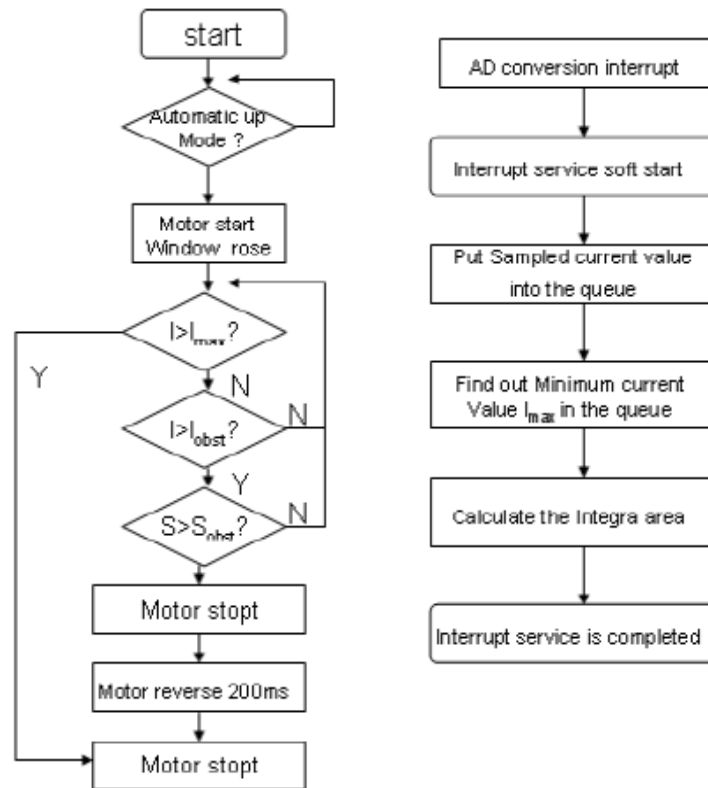 start
Automatic up
Mode ?
Motor start
Window rose
I>Imax?
Y
N
I>Iobst?
N
Y
S>Sobst?
N
Motor stopt
Motor reverse 200ms
Motor stopt
AD conversion interrupt
Interrupt service soft start
Put Sampled current value
into the queue
Find out Minimum current
Value Imax in the queue
Calculate the Integra area
Interrupt service is completed